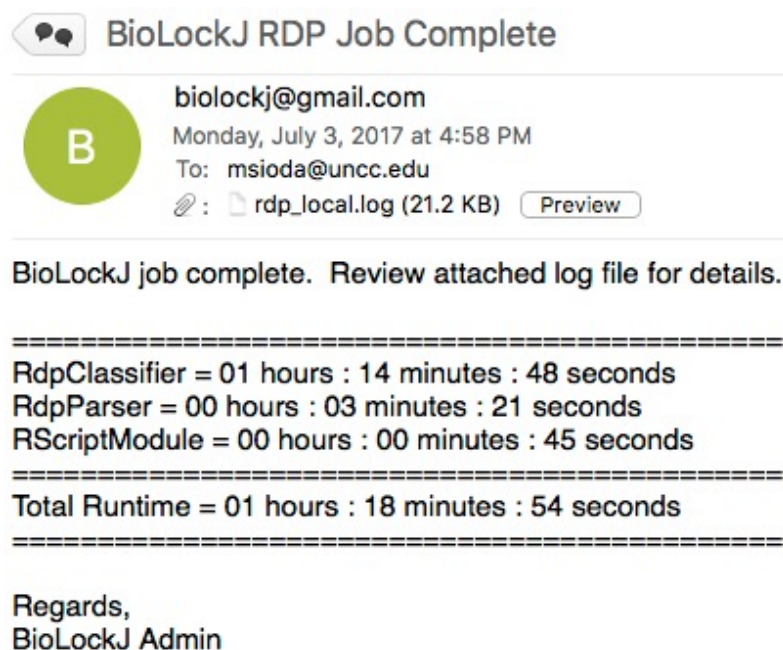 BioLockJ RDP Job Complete
B
biolockj@gmail.com
Monday, July 3, 2017 at 4:58 PM
To: msioda@uncc.edu
: rdp_local.log (21.2 KB) Preview
BioLockJ job complete. Review attached log file for details.
============================================
RdpClassifier = 01 hours : 14 minutes : 48 seconds
RdpParser = 00 hours : 03 minutes : 21 seconds
RScriptModule = 00 hours : 00 minutes : 45 seconds
============================================
Total Runtime = 01 hours : 18 minutes : 54 seconds
============================================
Regards,
BioLockJ Admin